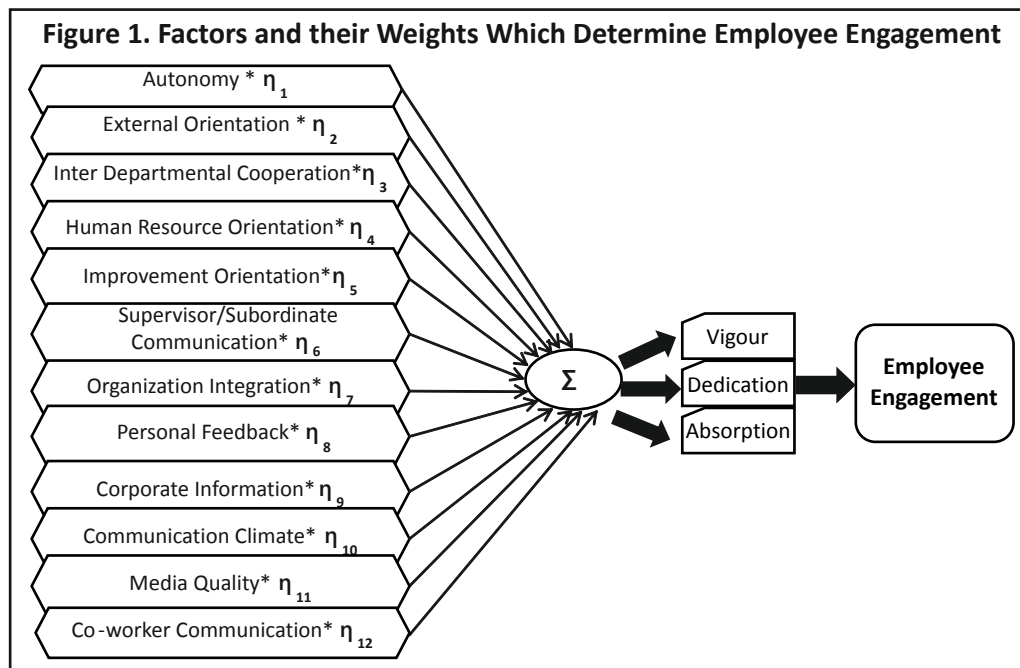 Figure 1. Factors and their Weights Which Determine Employee Engagement
Autonomy * η 1
External Orientation * η 2
Inter Departmental Cooperation*η 3
Human Resource Orientation* η 4
Improvement Orientation*η 5
Supervisor/Subordinate
Communication* η 6
Organization Integration* η 7
Personal Feedback* η 8
Corporate Information* η 9
Communication Climate* η 10
Media Quality* η 11
Co-worker Communication* η 12
Σ
Vigour
Dedication
Absorption
Employee
Engagement